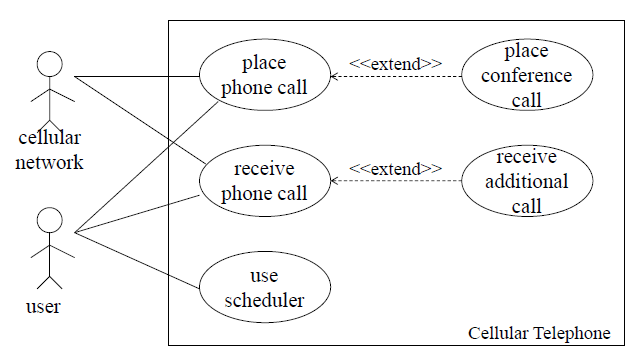 place
phone call
<<extend>>
place
conference
call
cellular
network
receive
phone call
<<extend>>
receive
additional
call
use
scheduler
user
Cellular Telephone